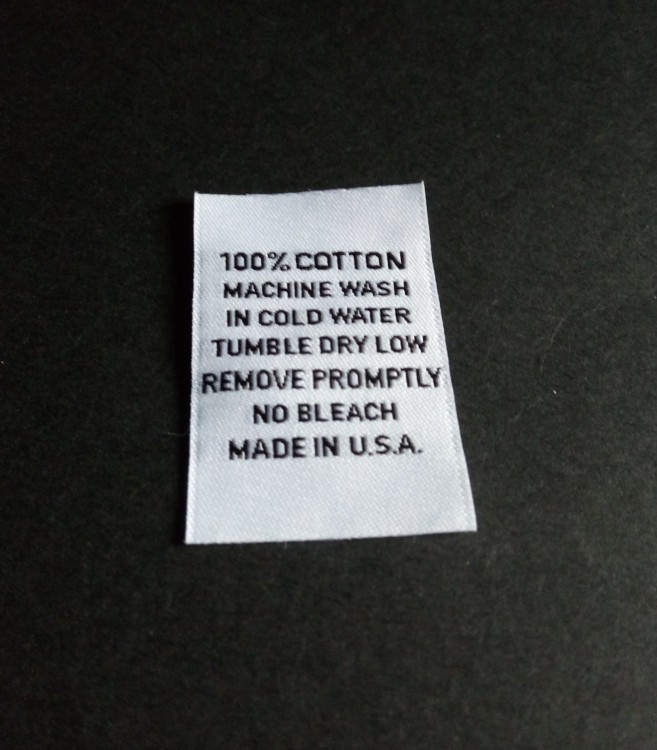 100% COTTON
MACHINE WASH
IN COLD WATER
TUMBLE DRY LOW
REMOVE PROMPTLY
NO BLEACH
MADE IN U.S.A.